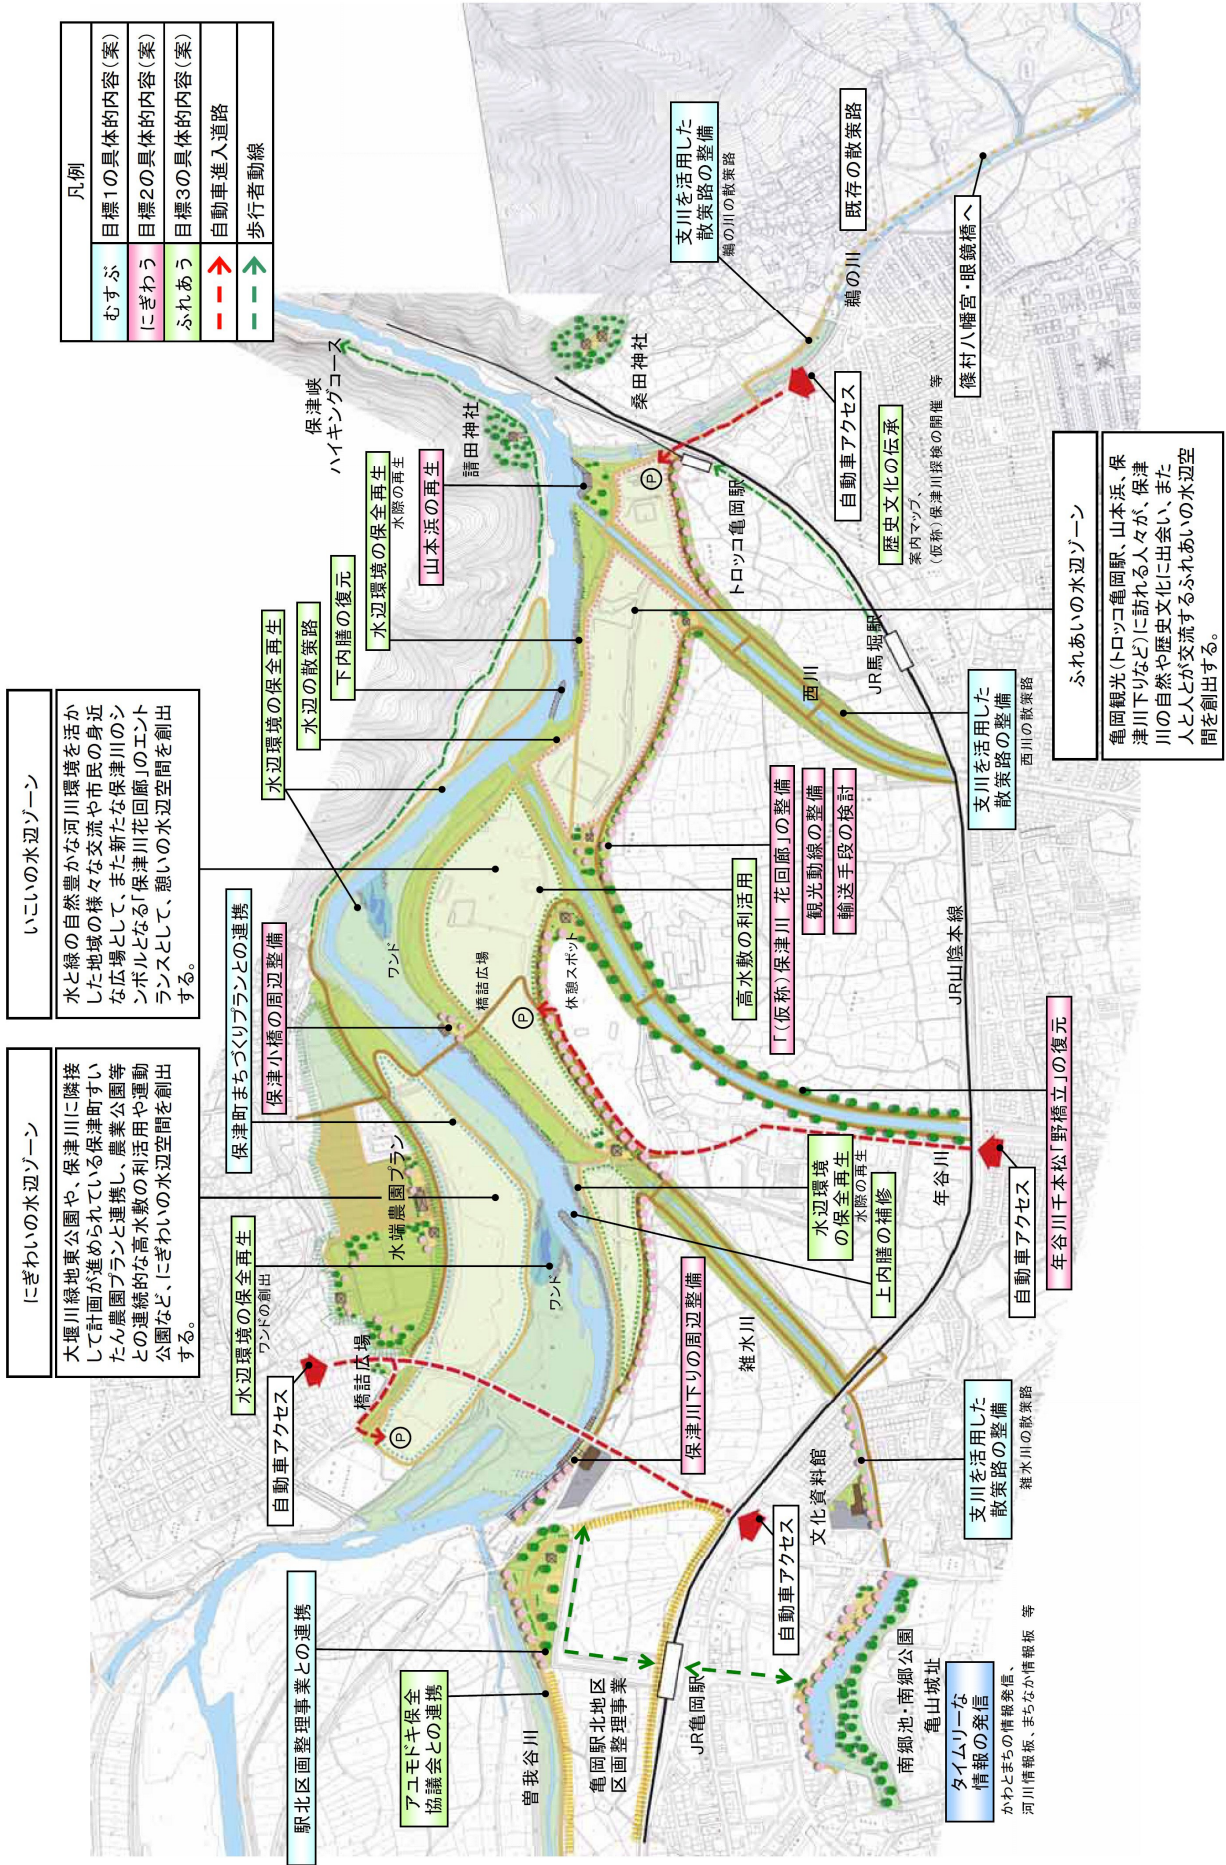 にぎわいの水辺ゾーン
大堰川緑地東公園や、保津川に隣接
して計画が進められている保津町すい
たん農園プランと連携し、農業公園等
との連続的な高水敷の利活用や運動
公園など、にぎわいの水辺空間を創出
する。
いこいの水辺ゾーン
水と緑の自然豊かな河川環境を活か
した地域の様々な交流や市民の身近
な広場として、また新たな保津川のシ
ンボルとなる「保津川花回廊」のエント
ランスとして、憩いの水辺空間を創出
する。
凡例
むすぶ 目標1の具体的内容(案)
にぎわう 目標2の具体的内容(案)
ふれあう 目標3の具体的内容(案)
自動車進入道路
歩行者動線
駅北区画整理事業との連携
アユモドキ保全
協議会との連携
曽我谷川
亀岡駅北地区
区画整理事業
JR亀岡駅
南郷池・南郷公園
亀山城址
タイムリーな
情報の発信
かわとまちの情報発信、
河川情報板、まちなか情報板 等
自動車アクセス
橋詰広場
P
水辺環境の保全再生
ワンドの創出
ワンド
水端農園プラン
保津町まちづくりプランとの連携
保津小橋の周辺整備
自動車アクセス
文化資料館
保津川下りの周辺整備
雑水川
支川を活用した
散策路の整備
雑水川の散策路
水辺環境
の保全再生
水際の再生
上内膳の補修
年谷川
自動車アクセス
年谷川千本松「野橋立」の復元
JR山陰本線
ワンド
橋詰広場
P
休憩スポット
高水敷の利活用
「(仮称)保津川 花回廊」の整備
観光動線の整備
輸送手段の検討
水辺環境の保全再生
水辺の散策路
下内膳の復元
水辺環境の保全再生
水際の再生
山本浜の再生
請田神社
保津峡
ハイキングコース
桑田神社
P
トロッコ亀岡駅
西川
JR馬堀駅
支川を活用した
散策路の整備
西川の散策路
自動車アクセス
歴史文化の伝承
案内マップ、
(仮称)保津川探検の開催 等
支川を活用した
散策路の整備
鵜の川の散策路
鵜の川
既存の散策路
篠村八幡宮・眼鏡橋へ
ふれあいの水辺ゾーン
亀岡観光(トロッコ亀岡駅、山本浜、保
津川下りなど)に訪れる人々が、保津
川の自然や歴史文化に出会い、また
人と人とが交流するふれあいの水辺空
間を創出する。